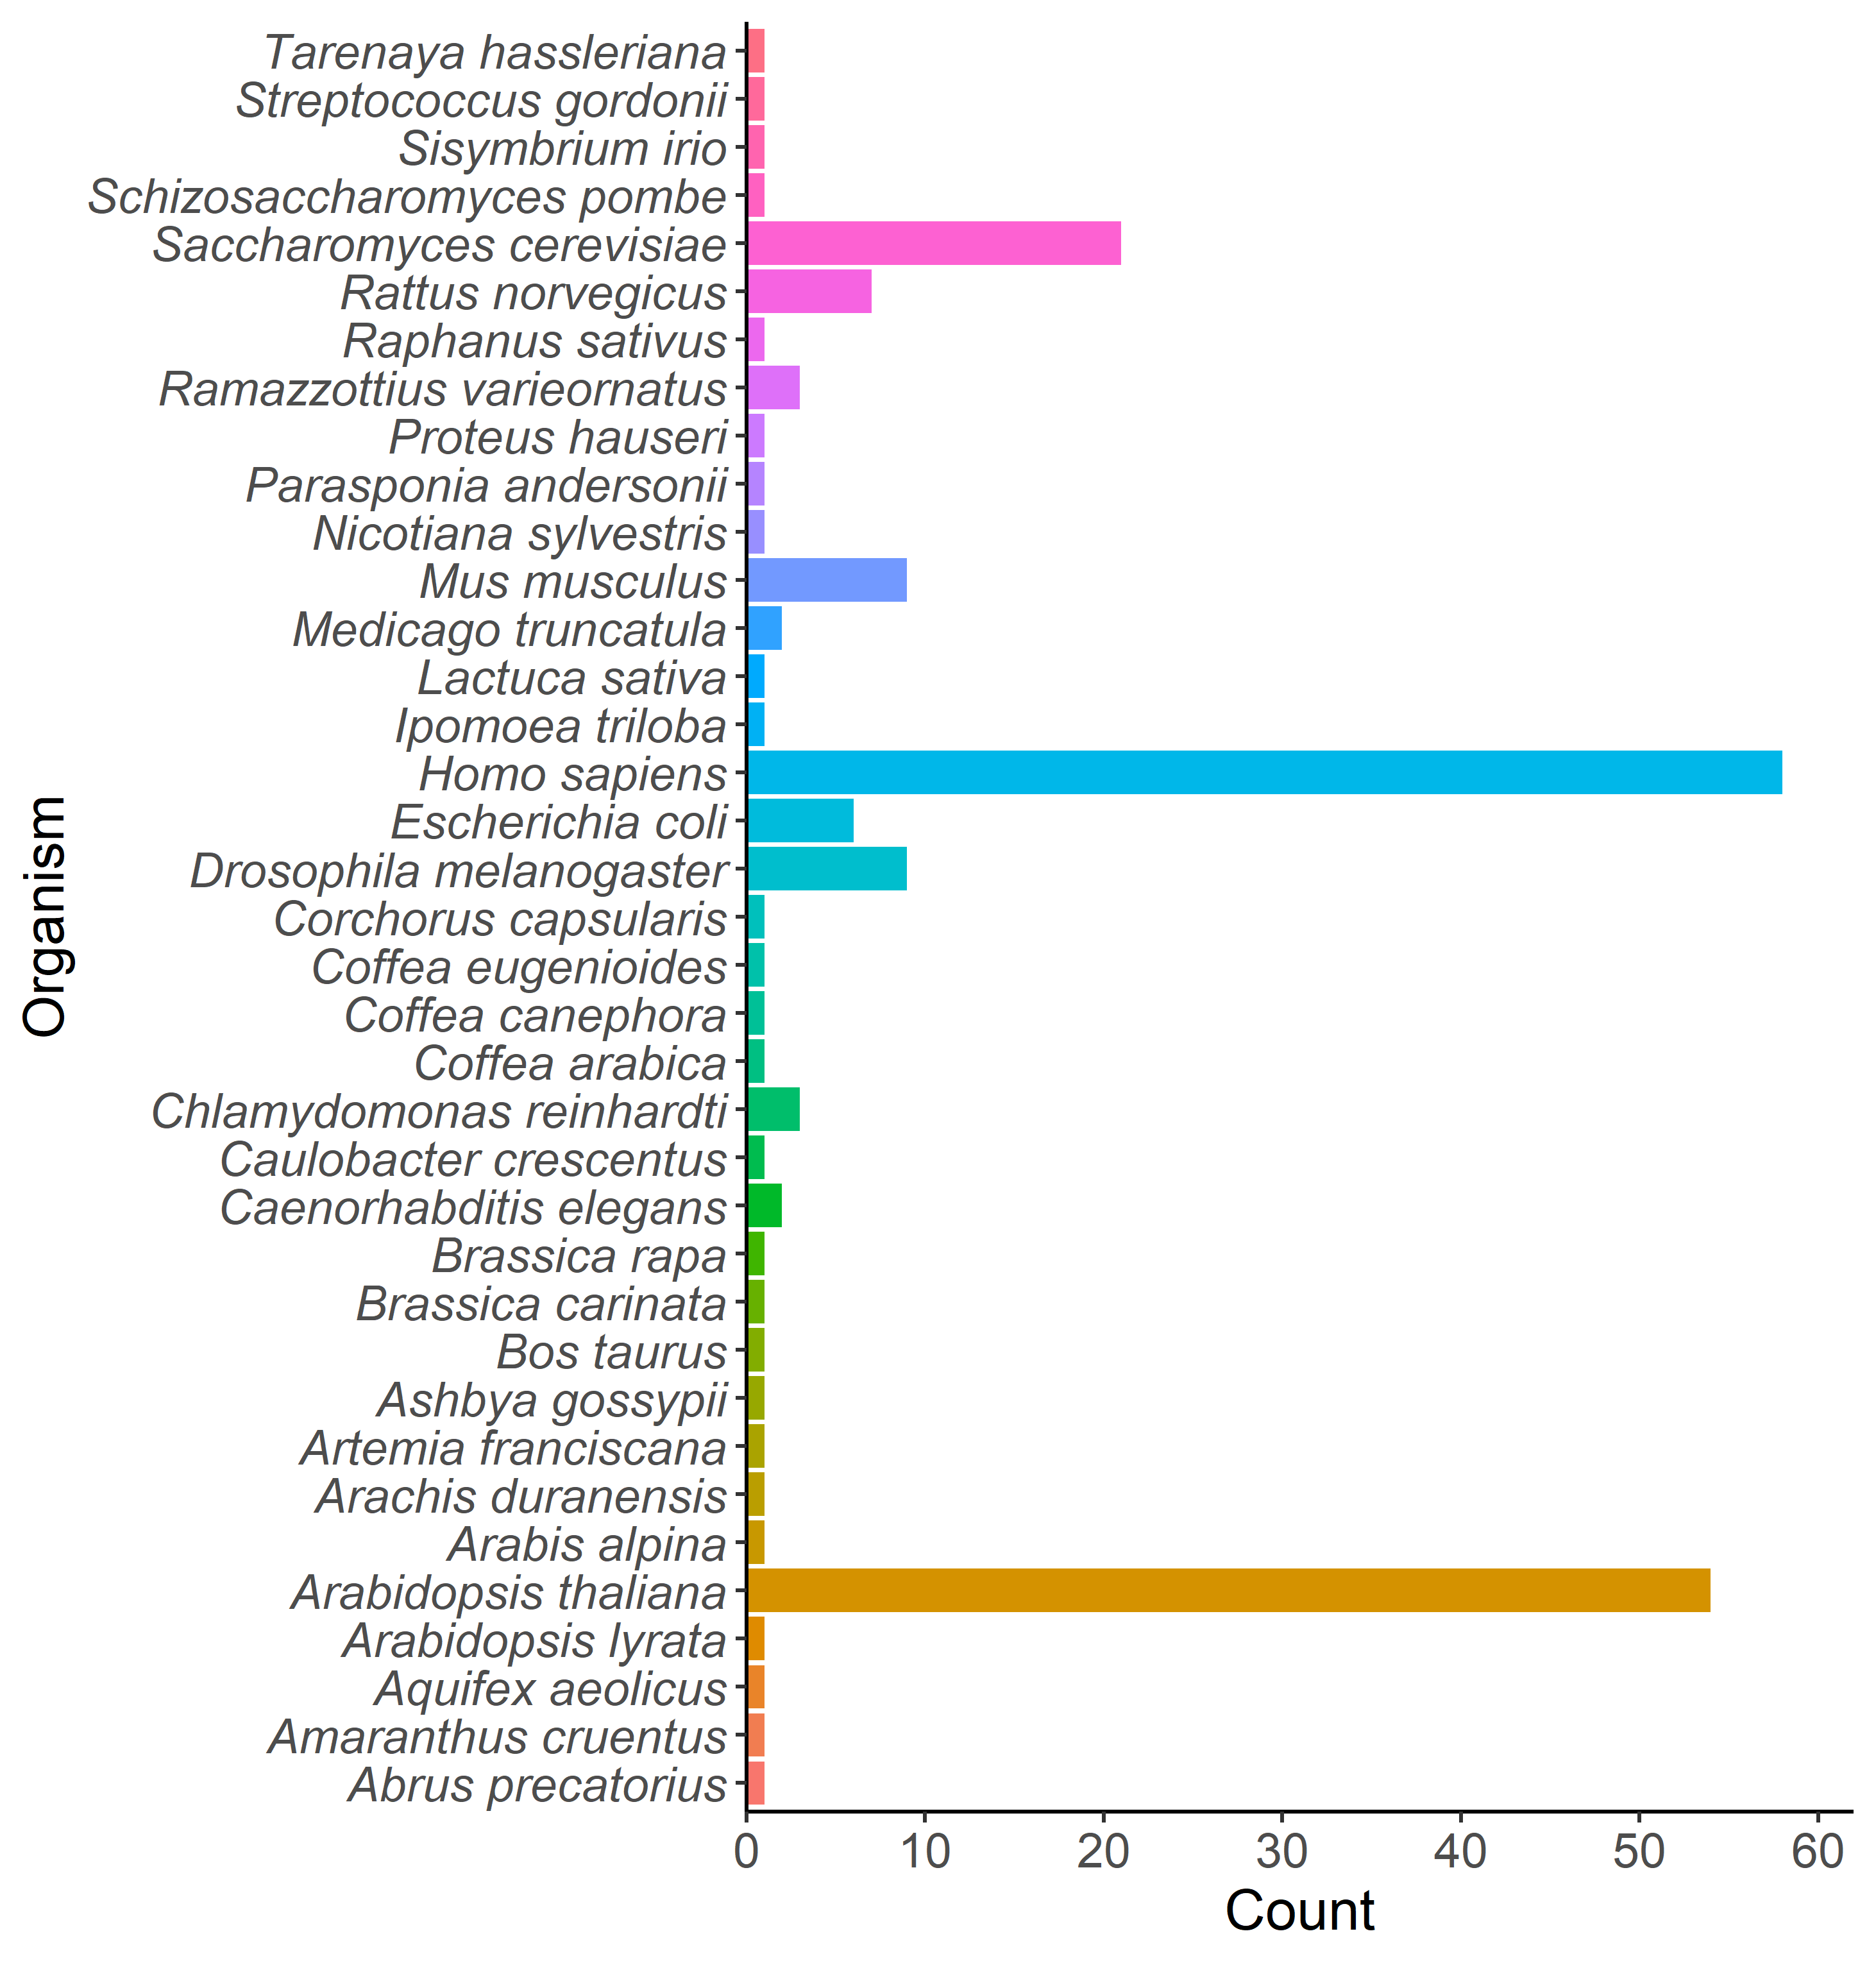 Tarenaya hassleriana
Streptococcus gordonii
Sisymbrium irio
Schizosaccharomyces pombe
Saccharomyces cerevisiae
Rattus norvegicus
Raphanus sativus
Ramazzottius varieornatus
Proteus hauseri
Parasponia andersonii
Nicotiana sylvestris
Mus musculus
Medicago truncatula
Lactuca sativa
Ipomoea triloba
Homo sapiens
Escherichia coli
Drosophila melanogaster
Corchorus capsularis
Coffea eugenioides
Coffea canephora
Coffea arabica
Chlamydomonas reinhardti
Caulobacter crescentus
Caenorhabditis elegans
Brassica rapa
Brassica carinata
Bos taurus
Ashbya gossypii
Artemia franciscana
Arachis duranensis
Arabis alpina
Arabidopsis thaliana
Arabidopsis lyrata
Aquifex aeolicus
Amaranthus cruentus
Abrus precatorius
Organism
0 10 20 30 40 50 60
Count